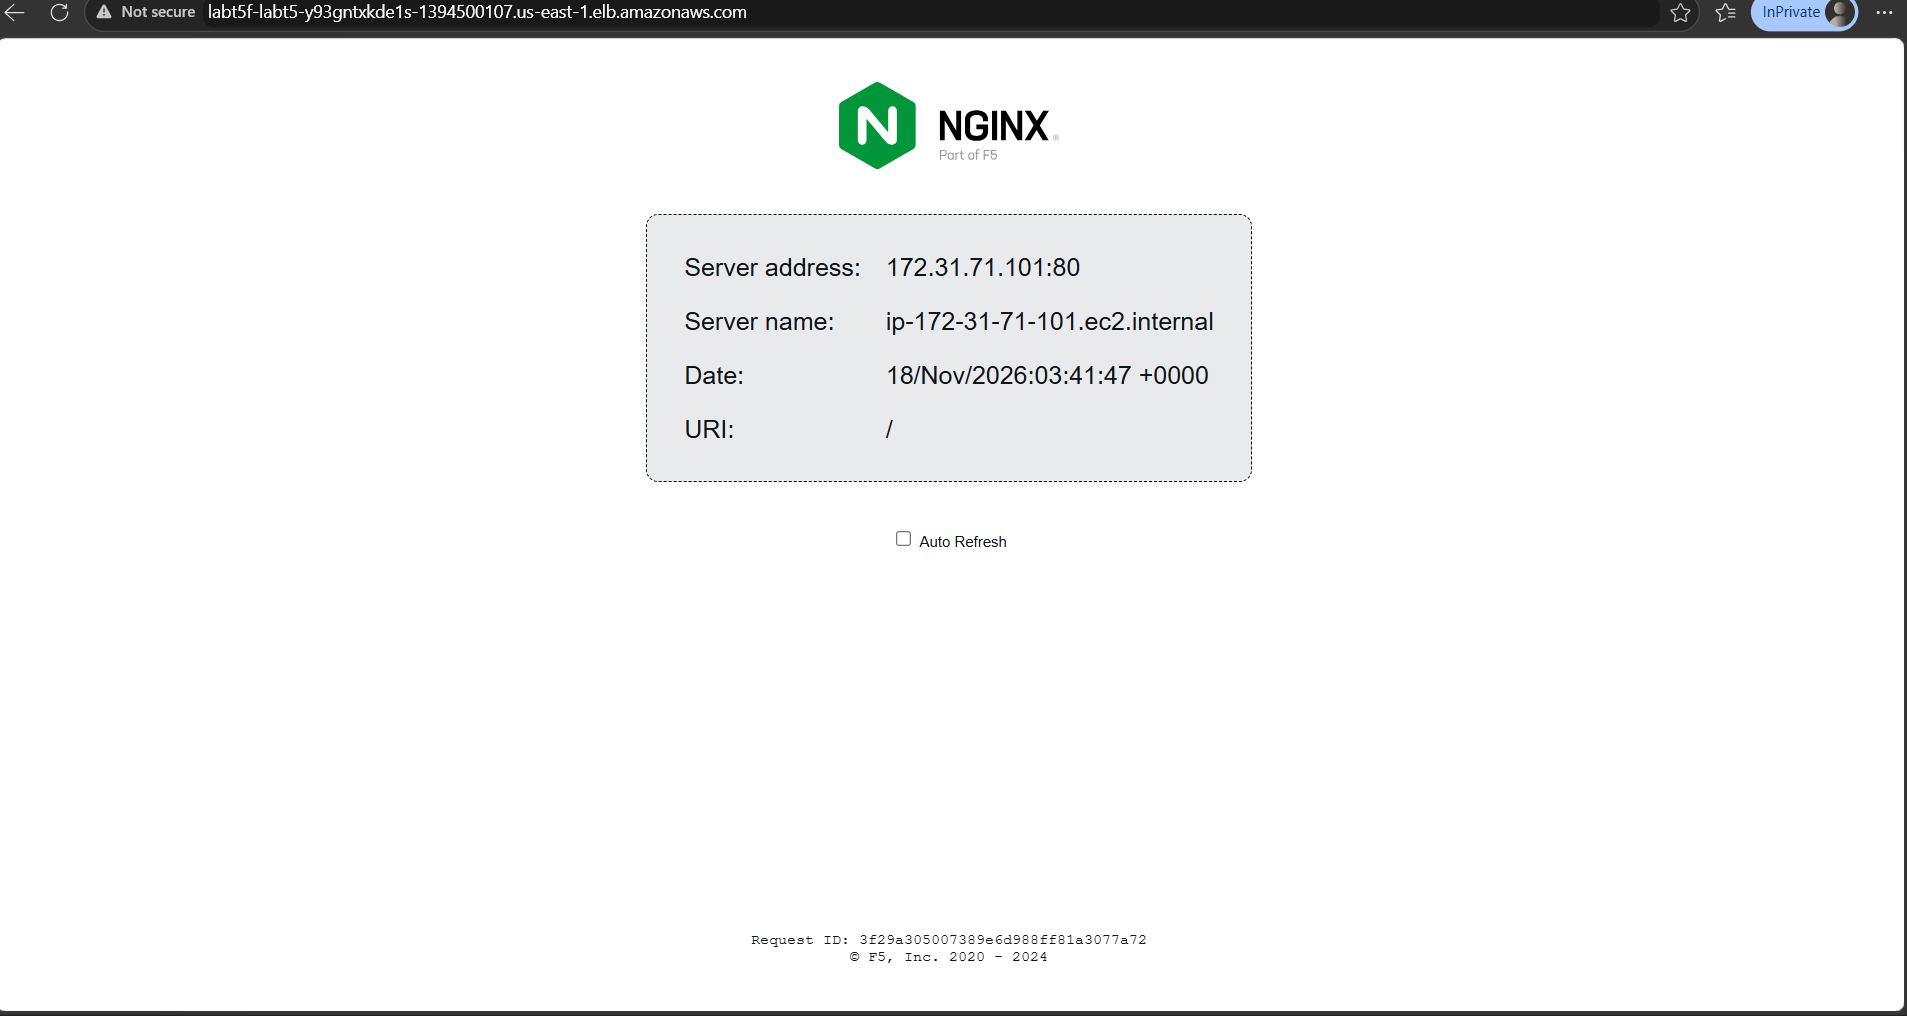 Not secure labt5f-labt5-y93gntxkde1s-1394500107.us-east-1.elb.amazonaws.com InPrivate
N NGINX ®
Part of F5
Server address: 172.31.71.101:80
Server name: ip-172-31-71-101.ec2.internal
Date: 18/Nov/2026:03:41:47 +0000
URI: /
Auto Refresh
Request ID: 3f29a305007389e6d988ff81a3077a72
© F5, Inc. 2020 - 2024